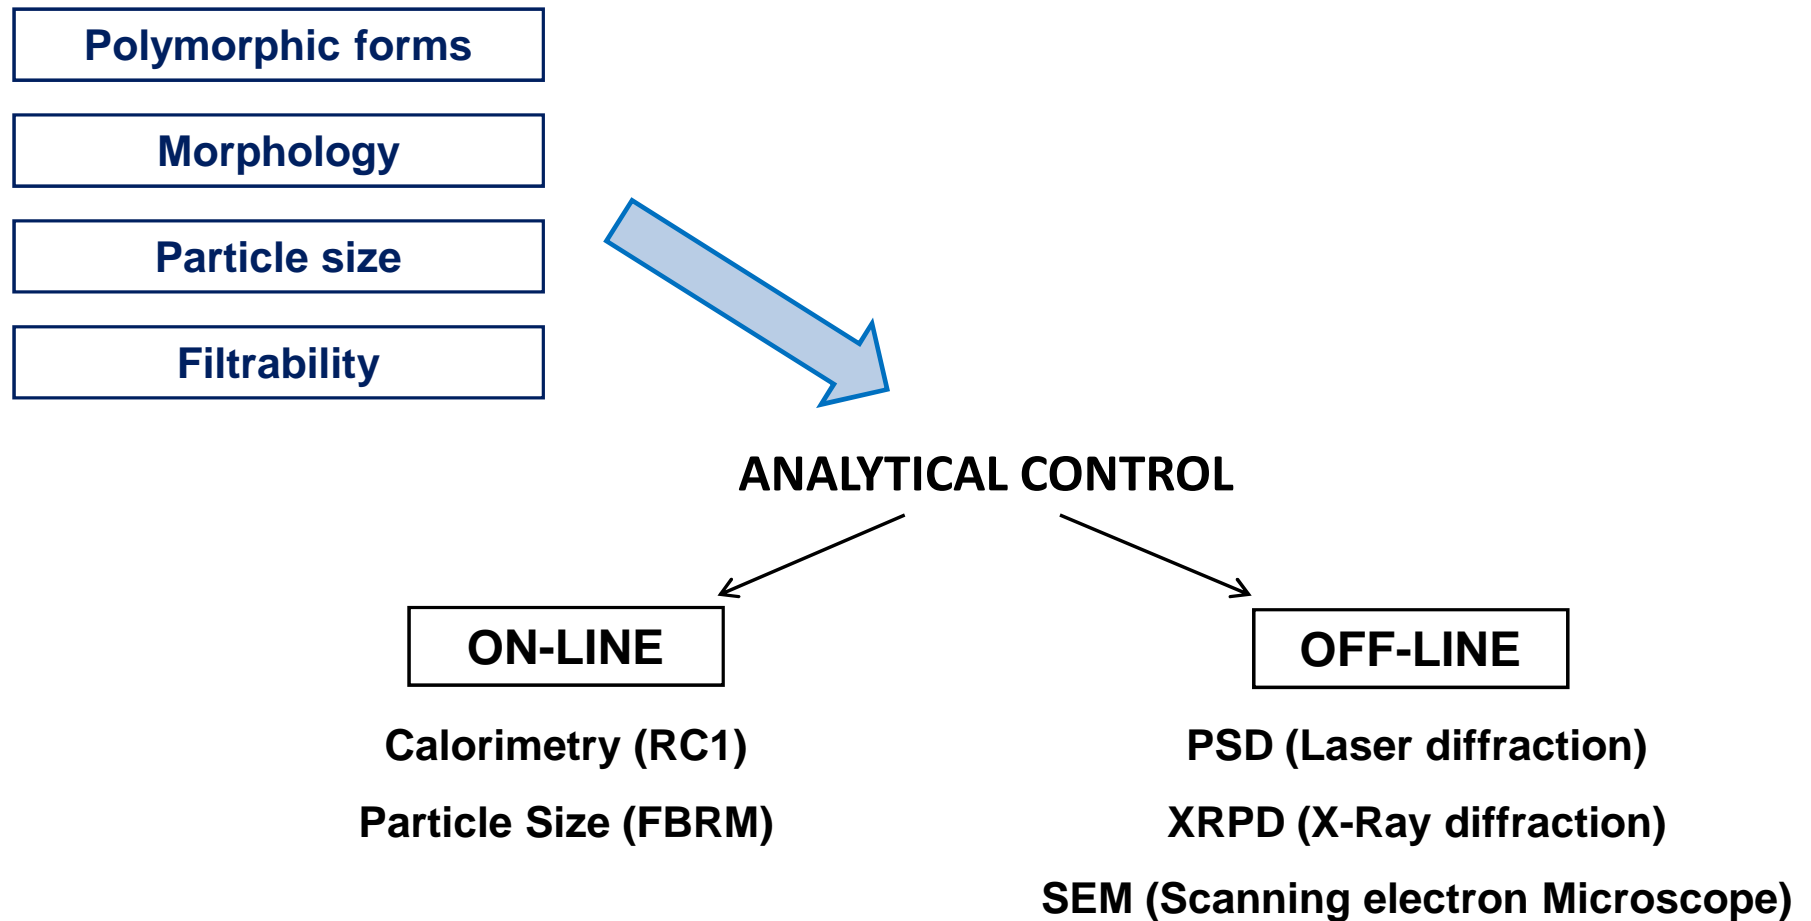 Polymorphic forms
Morphology
Particle size
Filtrability
ANALYTICAL CONTROL
ON-LINE
Calorimetry (RC1)
Particle Size (FBRM)
OFF-LINE
PSD (Laser diffraction)
XRPD (X-Ray diffraction)
SEM (Scanning electron Microscope)